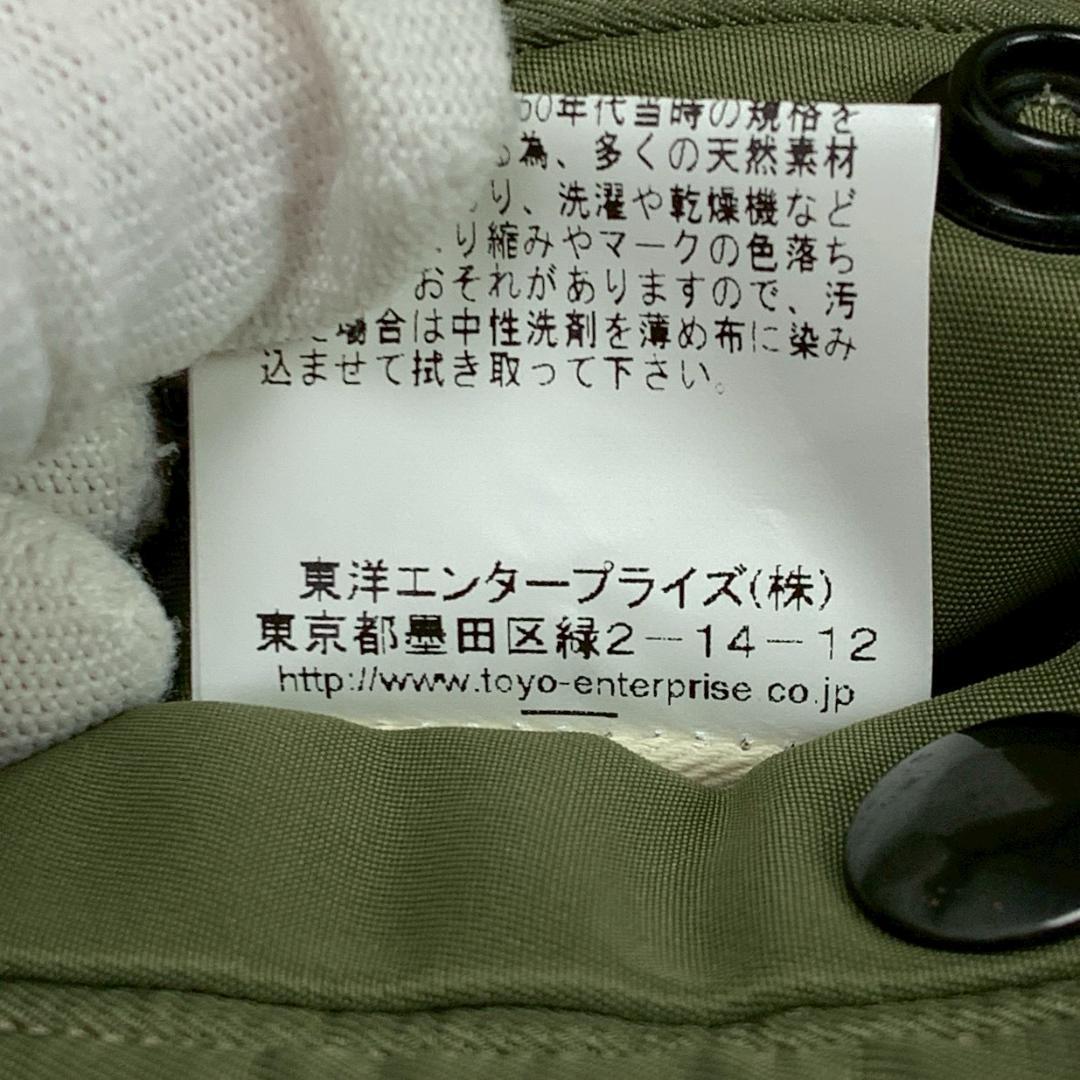 年代当時の規格を
為、多くの天然素材
り、洗濯や乾燥機など
り縮みやマークの色落ち
おそれがありますので、汚
場合は中性洗剤を薄め布に染み
込ませて拭き取って下さい。
東洋エンタープライズ(株)
東京都墨田区緑2-14-12
http://www.toyo-enterprise.co.jp